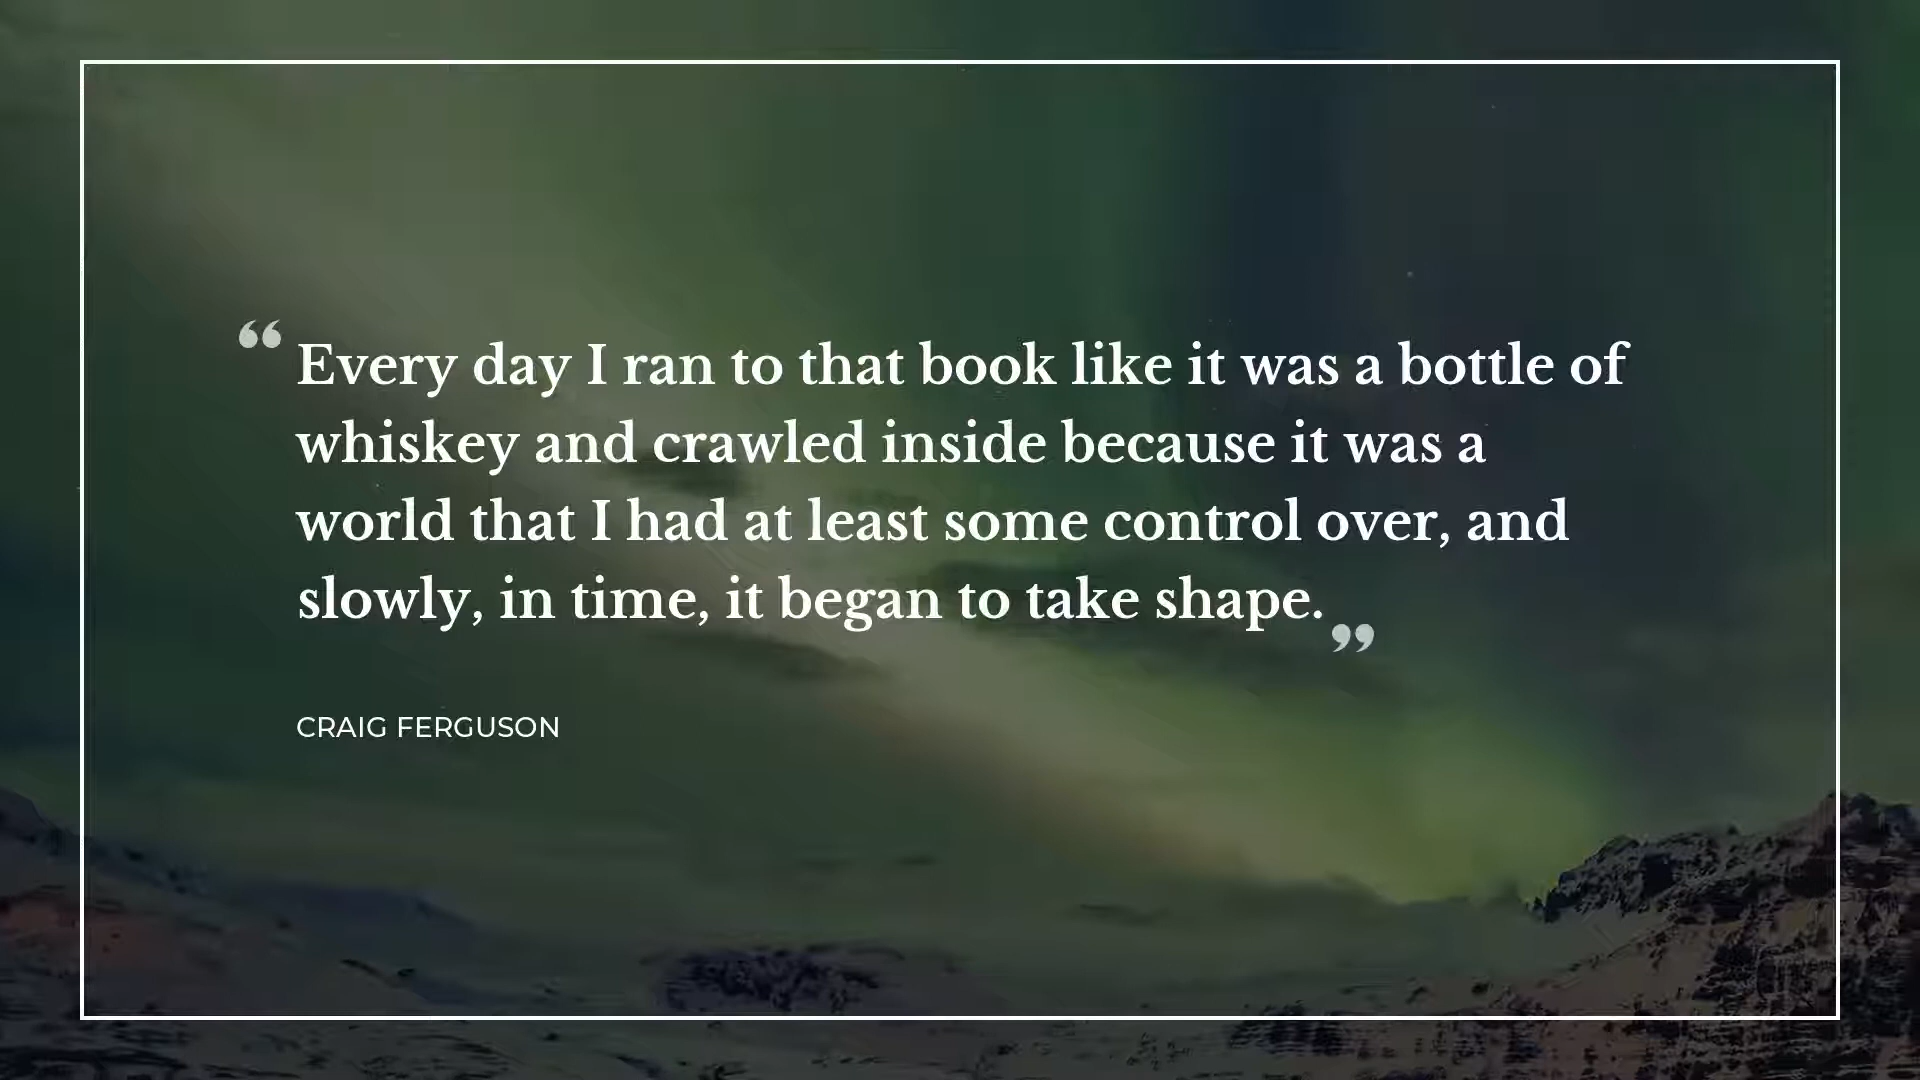 “Every day I ran to that book like it was a bottle of
whiskey and crawled inside because it was a
world that I had at least some control over, and
slowly, in time, it began to take shape.”
CRAIG FERGUSON